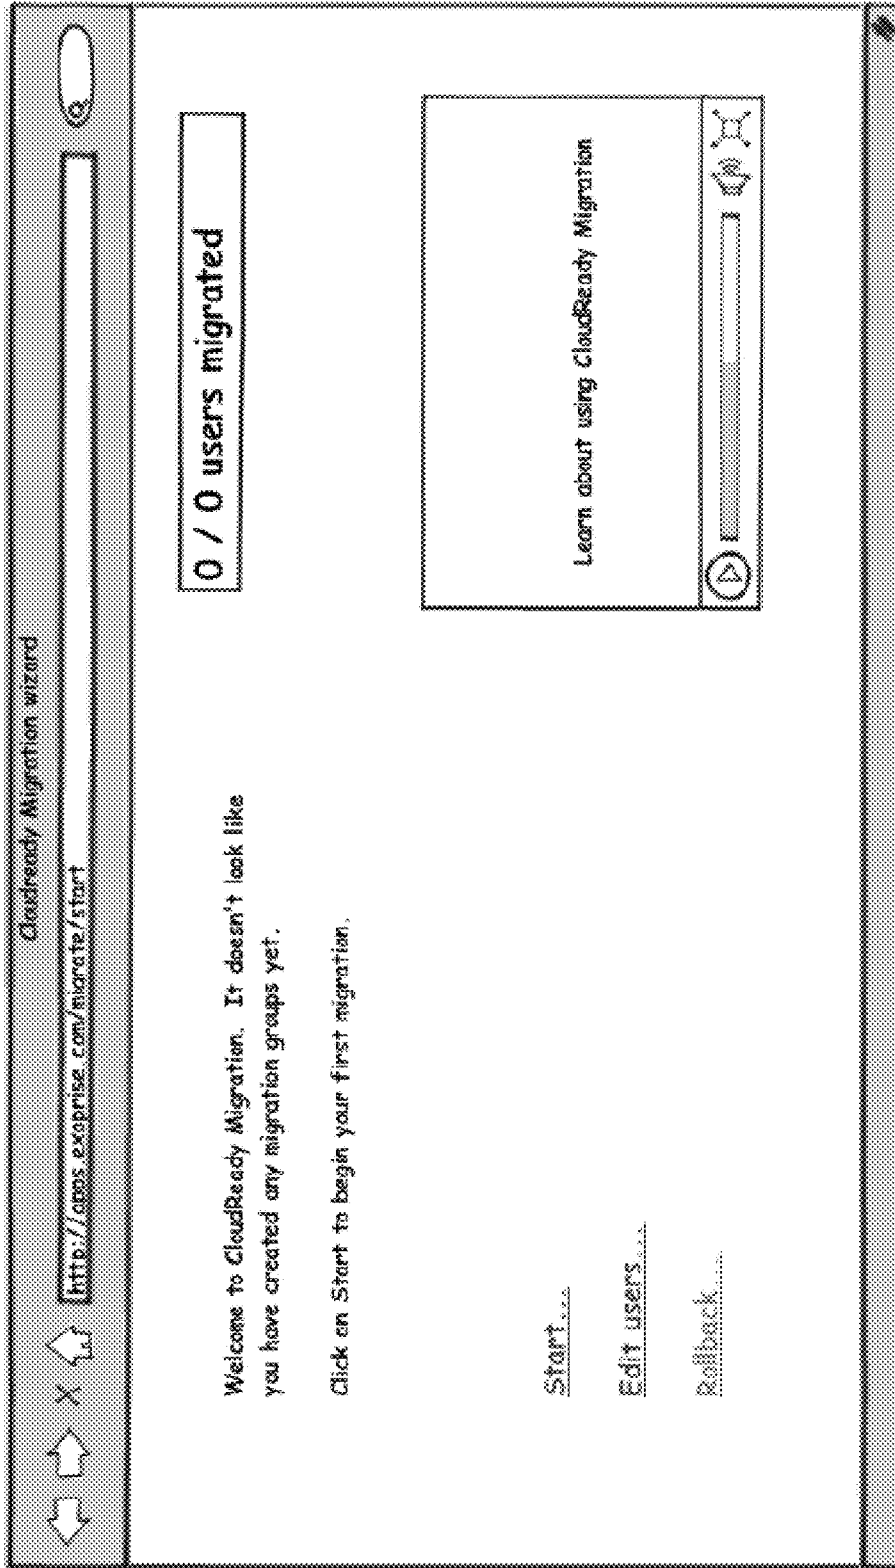 Cloudready Migration wizard
http://apps.exoprise.com/migrate/start
0 / 0 users migrated
Welcome to CloudReady Migration. It doesn't look like
you have created any migration groups yet.
Click on Start to begin your first migration.
Learn about using CloudReady Migration
Start...
Edit users...
Rollback...